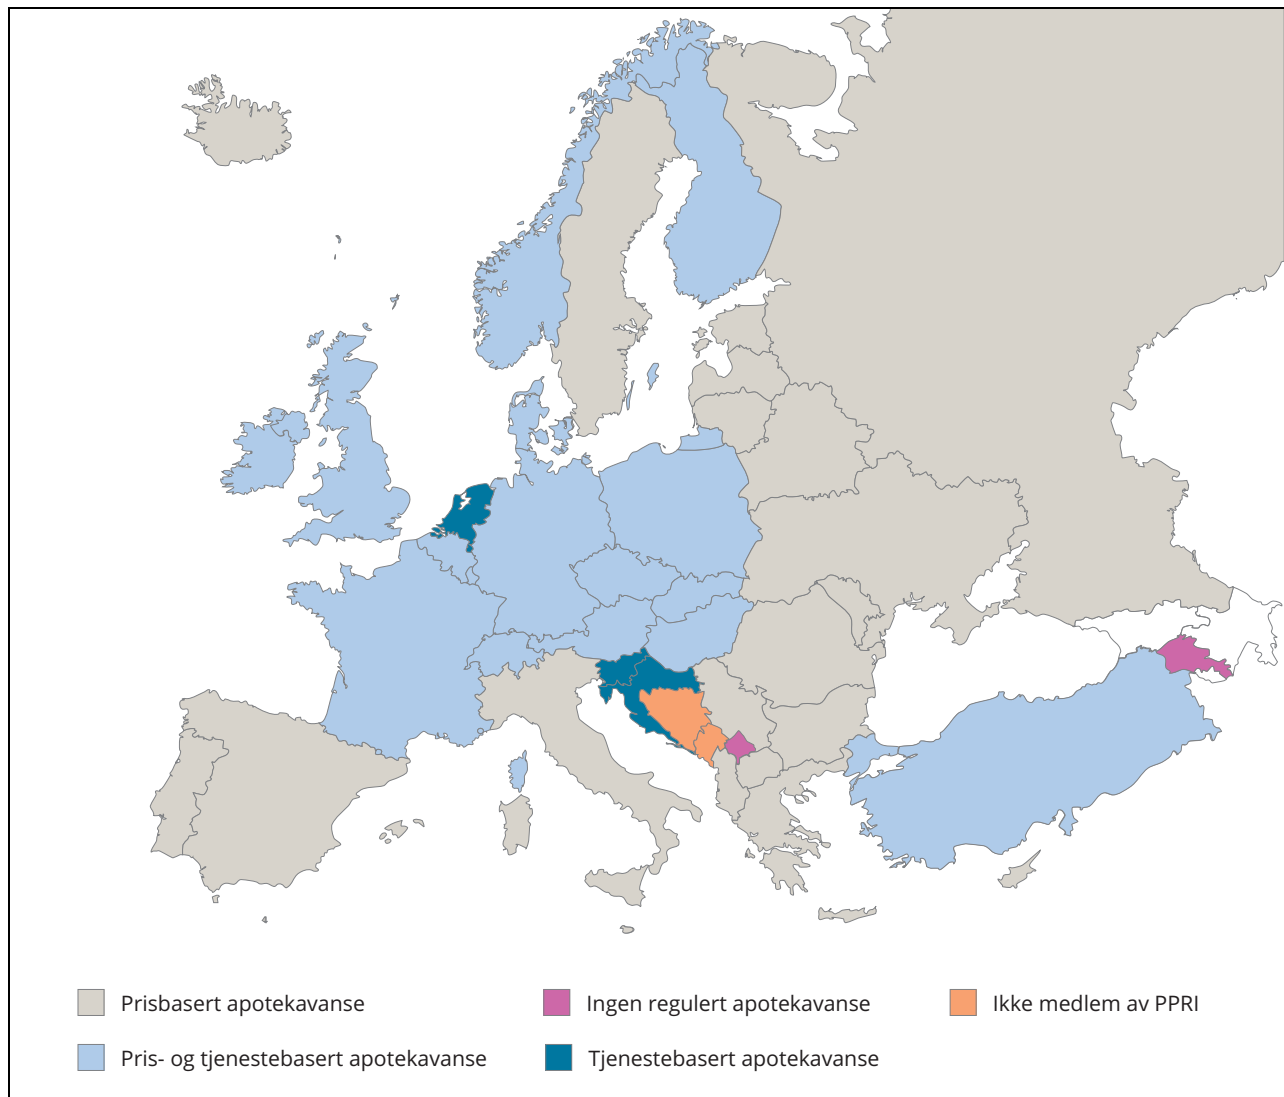 Prisbasert apotekavanse
Ingen regulert apotekavanse
Ikke medlem av PPRI
Pris- og tjenestebasert apotekavanse
Tjenestebasert apotekavanse